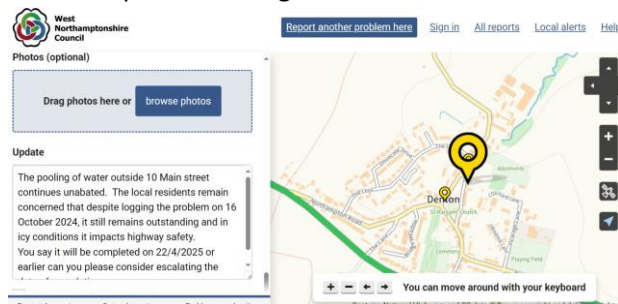 West
Northamptonshire
Council
Report another problem here Sign in All reports Local alerts Help
Photos (optional)
Drag photos here or browse photos
Update
The pooling of water outside 10 Main street
continues unabated. The local residents remain
concerned that despite logging the problem on 16
October 2024, it still remains outstanding and in
icy conditions it impacts highway safety.
You say it will be completed on 22/4/2025 or
earlier can you please consider escalating the
Denton
Northampton Road
Allotments
Cemetery
Playing Field
You can move around with your keyboard